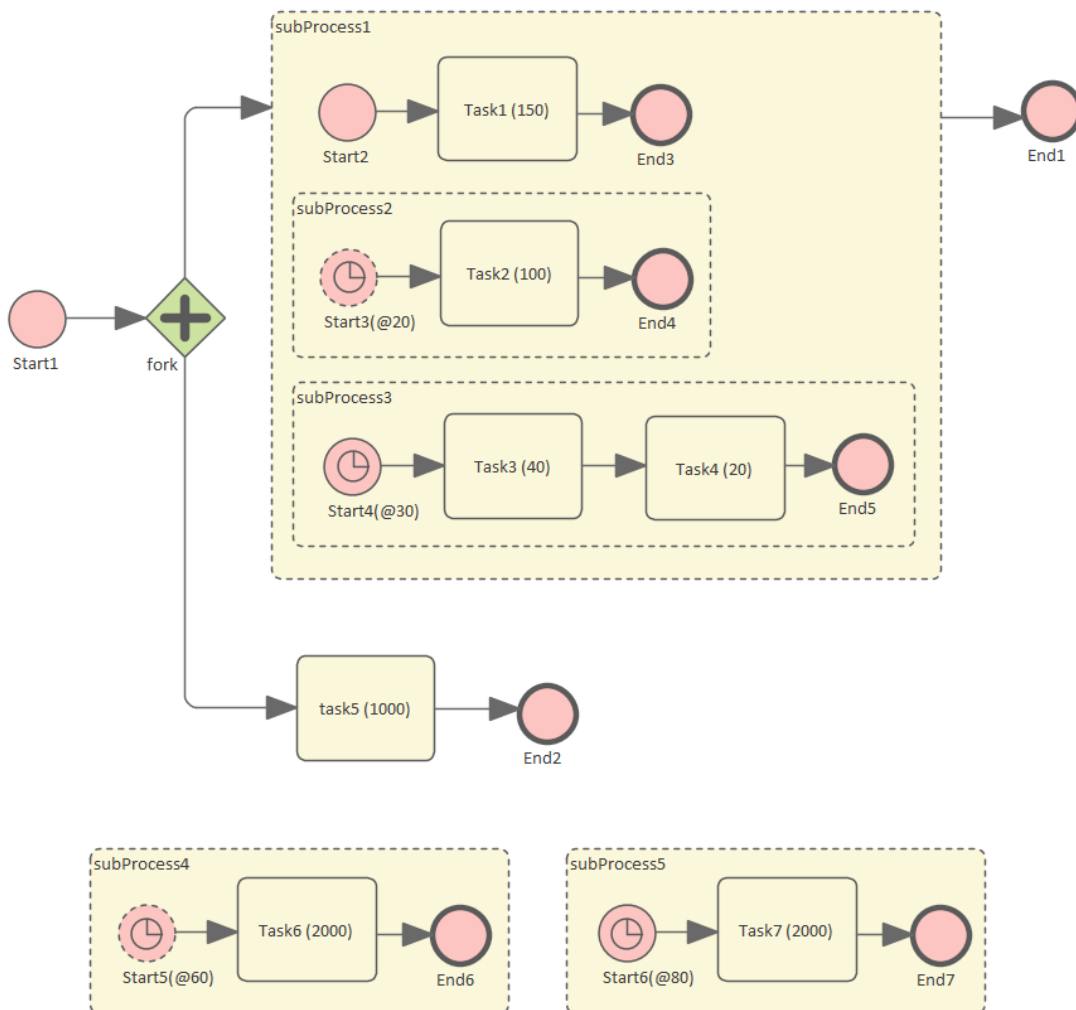 subProcess1
Task1 (150)
Start2
End3
End1
subProcess2
Task2 (100)
Start3(@20)
End4
Start1
fork
subProcess3
Task3 (40)
Task4 (20)
Start4(@30)
End5
task5 (1000)
End2
subProcess4
Task6 (2000)
Start5(@60)
End6
subProcess5
Task7 (2000)
Start6(@80)
End7